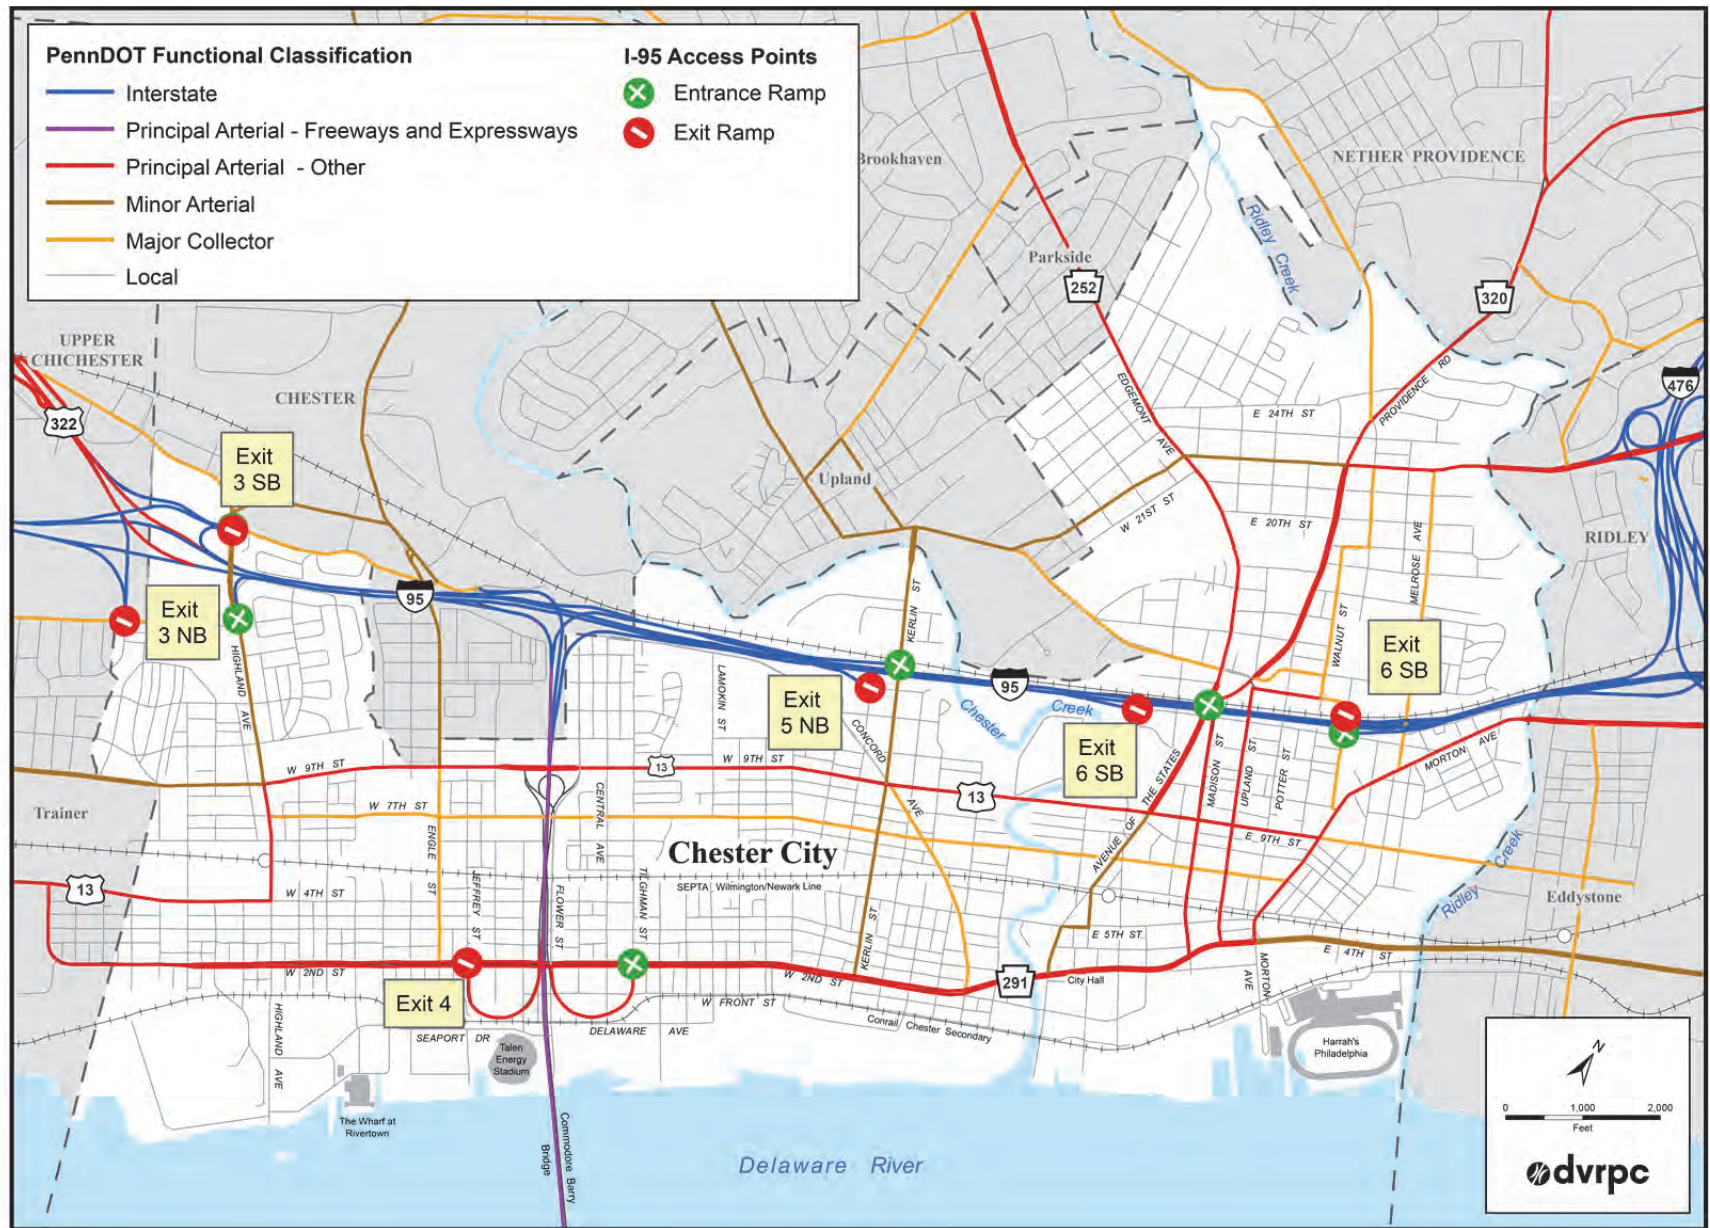 PennDOT Functional Classification
Interstate
Principal Arterial - Freeways and Expressways
Principal Arterial - Other
Minor Arterial
Major Collector
Local
I-95 Access Points
Entrance Ramp
Exit Ramp
Brookhaven
NETHER PROVIDENCE
Ridley Creek
Parkside
252
320
UPPER
CHICHESTER
CHESTER
322
476
EDGEMONT AVE
PROVIDENCE RD
E 24TH ST
Exit
3 SB
Upland
W 21ST ST
E 20TH ST
MELROSE AVE
RIDLEY
95
Exit
3 NB
KERLIN ST
WALNUT ST
Exit
6 SB
HIGHLAND AVE
LAMOKIN ST
Exit
5 NB
95
Chester Creek
CONCORD AVE
Exit
6 SB
AVENUE OF THE STATES
MADISON ST
UPLAND ST
POTTER ST
MORTON AVE
W 9TH ST
13
W 9TH ST
13
Trainer
W 7TH ST
CENTRAL AVE
E 9TH ST
ENGLE ST
Chester City
SEPTA Wilmington/Newark Line
13
W 4TH ST
JEFFREY ST
FLOWER ST
TILGHMAN ST
KERLIN ST
Ridley Creek
Eddystone
E 5TH ST
E 4TH ST
W 2ND ST
W 2ND ST
291
City Hall
MORTON AVE
Exit 4
W FRONT ST
Conrail Chester Secondary
HIGHLAND AVE
SEAPORT DR
DELAWARE AVE
Talen
Energy
Stadium
Harrah's
Philadelphia
The Wharf at
Rivertown
Commodore Barry
Bridge
Delaware River
N
0 1,000 2,000
Feet
dvrpc